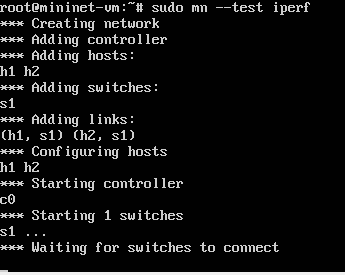 root@mininet-vm:~# sudo mn --test iperf
*** Creating network
*** Adding controller
*** Adding hosts:
h1 h2
*** Adding switches:
s1
*** Adding links:
(h1, s1) (h2, s1)
*** Configuring hosts
h1 h2
*** Starting controller
c0
*** Starting 1 switches
s1 ...
*** Waiting for switches to connect